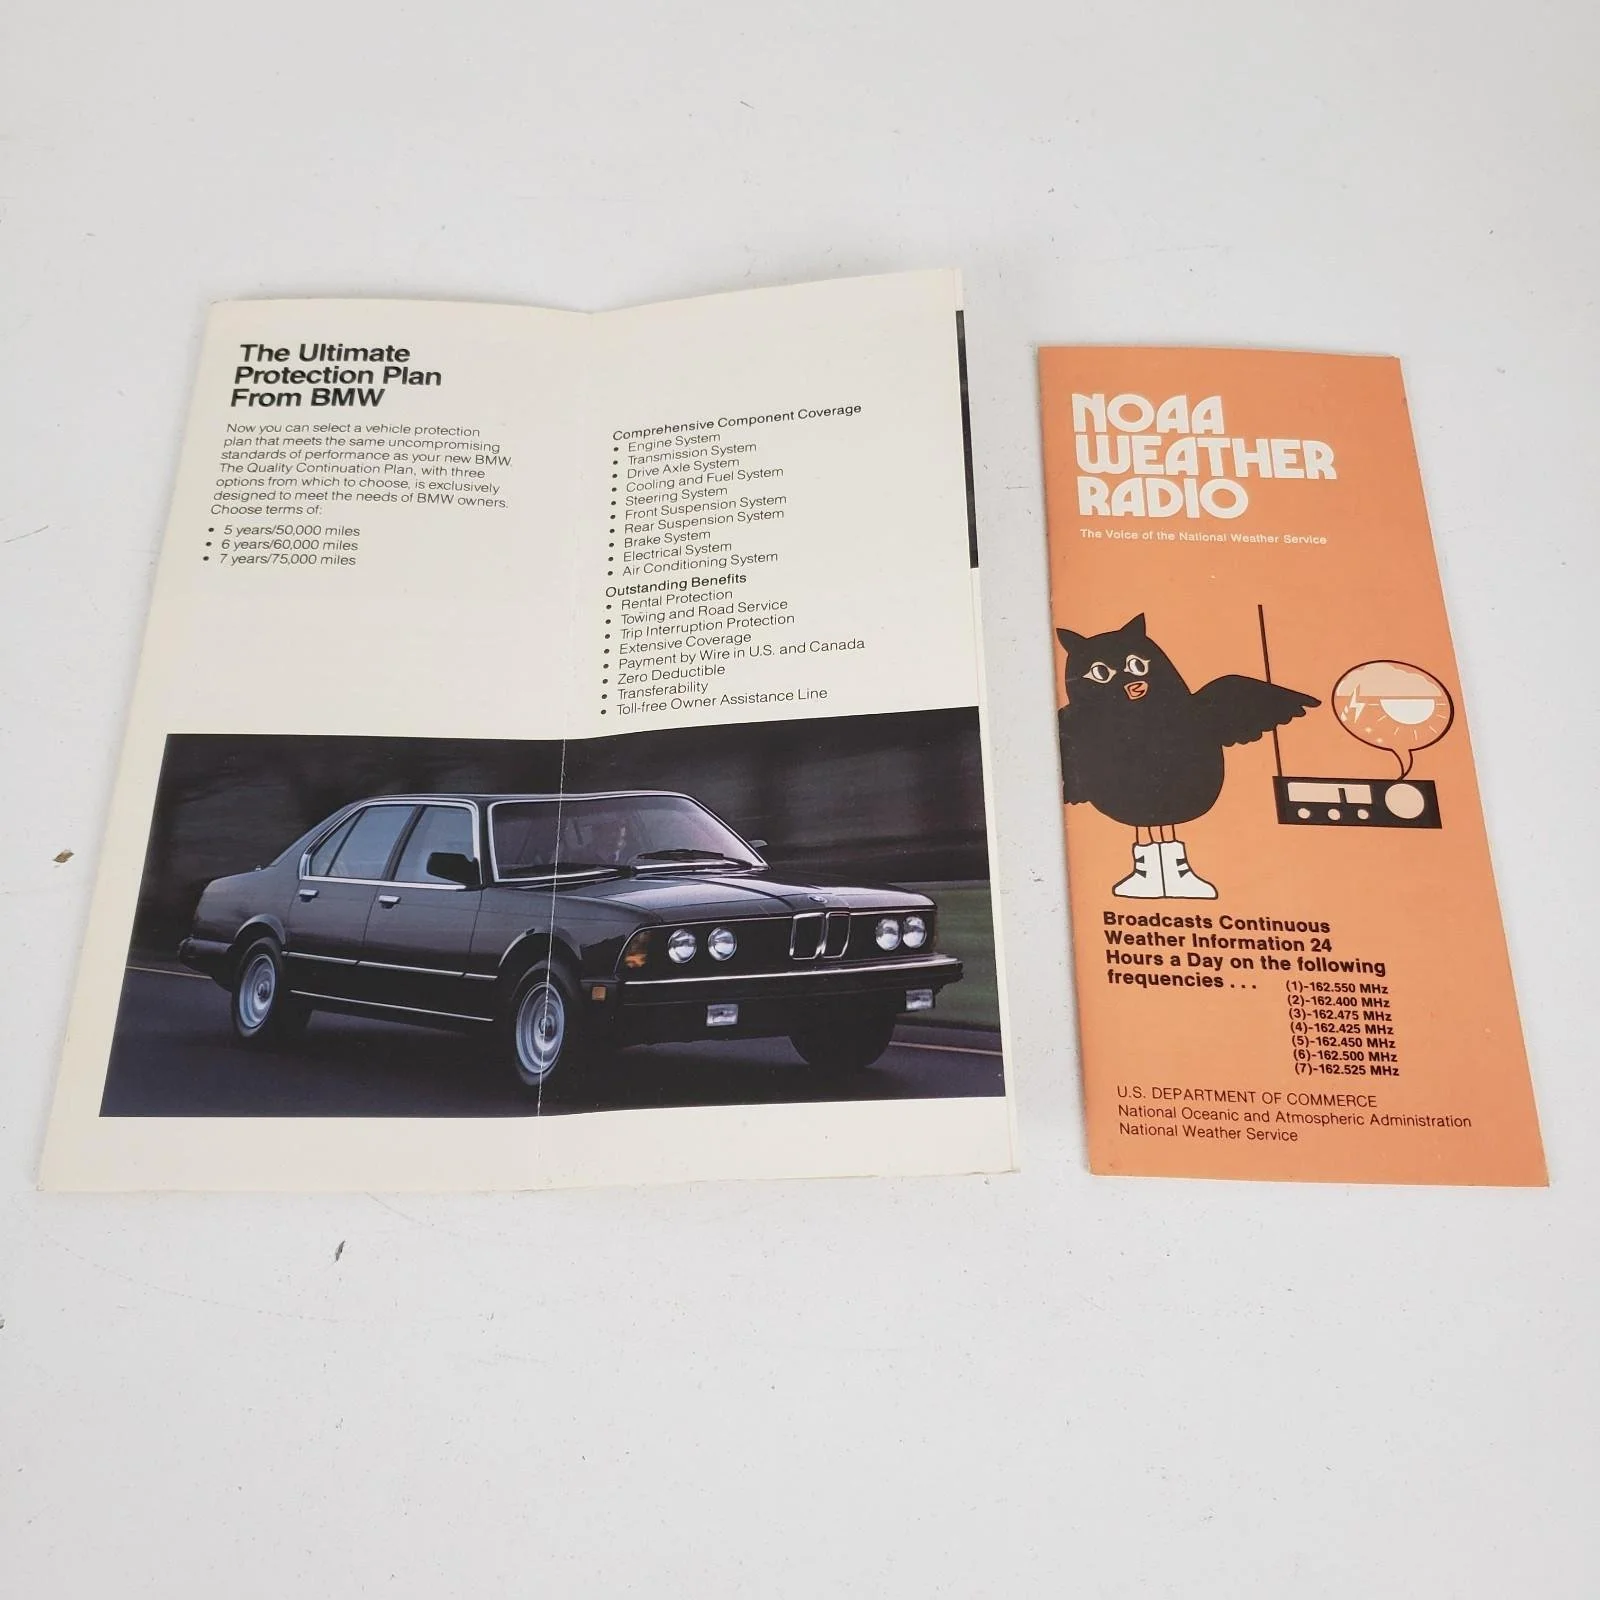 The Ultimate
Protection Plan
From BMW
Now you can select a vehicle protection
plan that meets the same uncompromising
standards of performance as your new BMW.
The Quality Continuation Plan, with three
options from which to choose, is exclusively
designed to meet the needs of BMW owners.
Choose terms of:
• 5 years/50,000 miles
• 6 years/60,000 miles
• 7 years/75,000 miles
Comprehensive Component Coverage
• Engine System
• Transmission System
• Drive Axle System
• Cooling and Fuel System
• Steering System
• Front Suspension System
• Rear Suspension System
• Brake System
• Electrical System
• Air Conditioning System
Outstanding Benefits
• Rental Protection
• Towing and Road Service
• Trip Interruption Protection
• Extensive Coverage
• Payment by Wire in U.S. and Canada
• Zero Deductible
• Transferability
• Toll-free Owner Assistance Line
NOAA
WEATHER
RADIO
The Voice of the National Weather Service
Broadcasts Continuous
Weather Information 24
Hours a Day on the following
frequencies . . .
(1)-162.550 MHz
(2)-162.400 MHz
(3)-162.475 MHz
(4)-162.425 MHz
(5)-162.450 MHz
(6)-162.500 MHz
(7)-162.525 MHz
U.S. DEPARTMENT OF COMMERCE
National Oceanic and Atmospheric Administration
National Weather Service